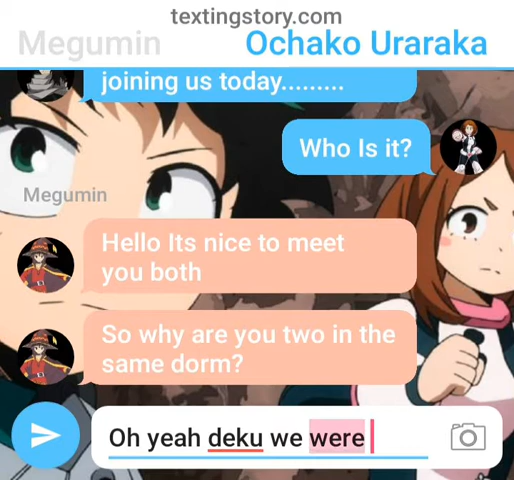 textingstory.com
Megumin Ochako Uraraka
joining us today.........
Who Is it?
Megumin
Hello Its nice to meet
you both
So why are you two in the
same dorm?
Oh yeah deku we were